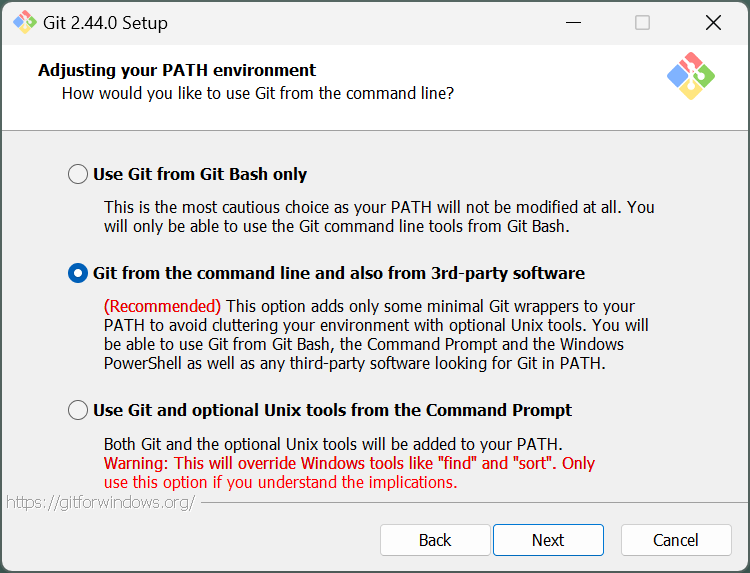 Git 2.44.0 Setup
Adjusting your PATH environment
How would you like to use Git from the command line?
Use Git from Git Bash only
This is the most cautious choice as your PATH will not be modified at all. You
will only be able to use the Git command line tools from Git Bash.
Git from the command line and also from 3rd-party software
(Recommended) This option adds only some minimal Git wrappers to your
PATH to avoid cluttering your environment with optional Unix tools. You will
be able to use Git from Git Bash, the Command Prompt and the Windows
PowerShell as well as any third-party software looking for Git in PATH.
Use Git and optional Unix tools from the Command Prompt
Both Git and the optional Unix tools will be added to your PATH.
Warning: This will override Windows tools like "find" and "sort". Only
use this option if you understand the implications.
https://gitforwindows.org/
Back
Next
Cancel